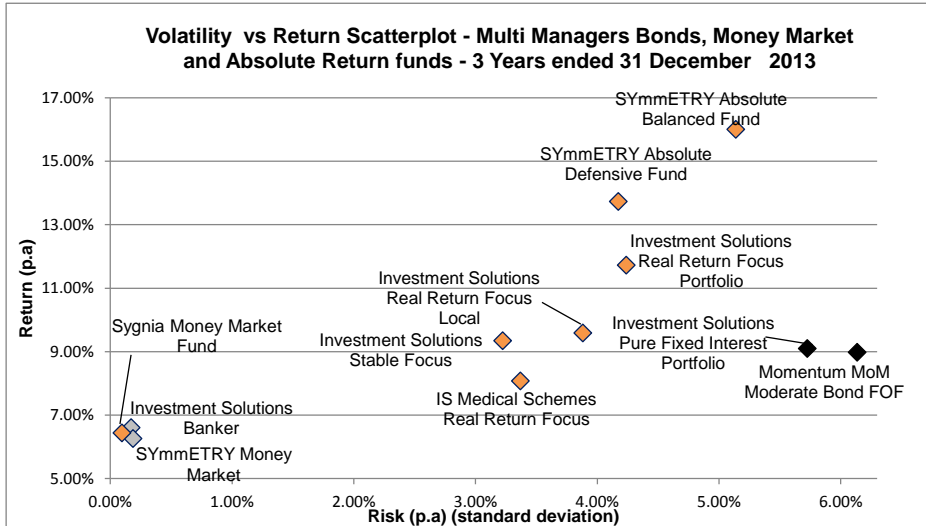 Volatility vs Return Scatterplot - Multi Managers Bonds, Money Market
and Absolute Return funds - 3 Years ended 31 December 2013
Return (p.a)
17.00%
15.00%
13.00%
11.00%
9.00%
7.00%
5.00%
SYmmETRY Absolute
Balanced Fund
SYmmETRY Absolute
Defensive Fund
Investment Solutions
Real Return Focus
Portfolio
Investment Solutions
Real Return Focus
Local
Sygnia Money Market
Fund
Investment Solutions
Stable Focus
Investment Solutions
Pure Fixed Interest
Portfolio
Momentum MoM
Moderate Bond FOF
IS Medical Schemes
Real Return Focus
Investment Solutions
Banker
SYmmETRY Money
Market
0.00%
1.00%
2.00%
3.00%
4.00%
5.00%
6.00%
Risk (p.a) (standard deviation)